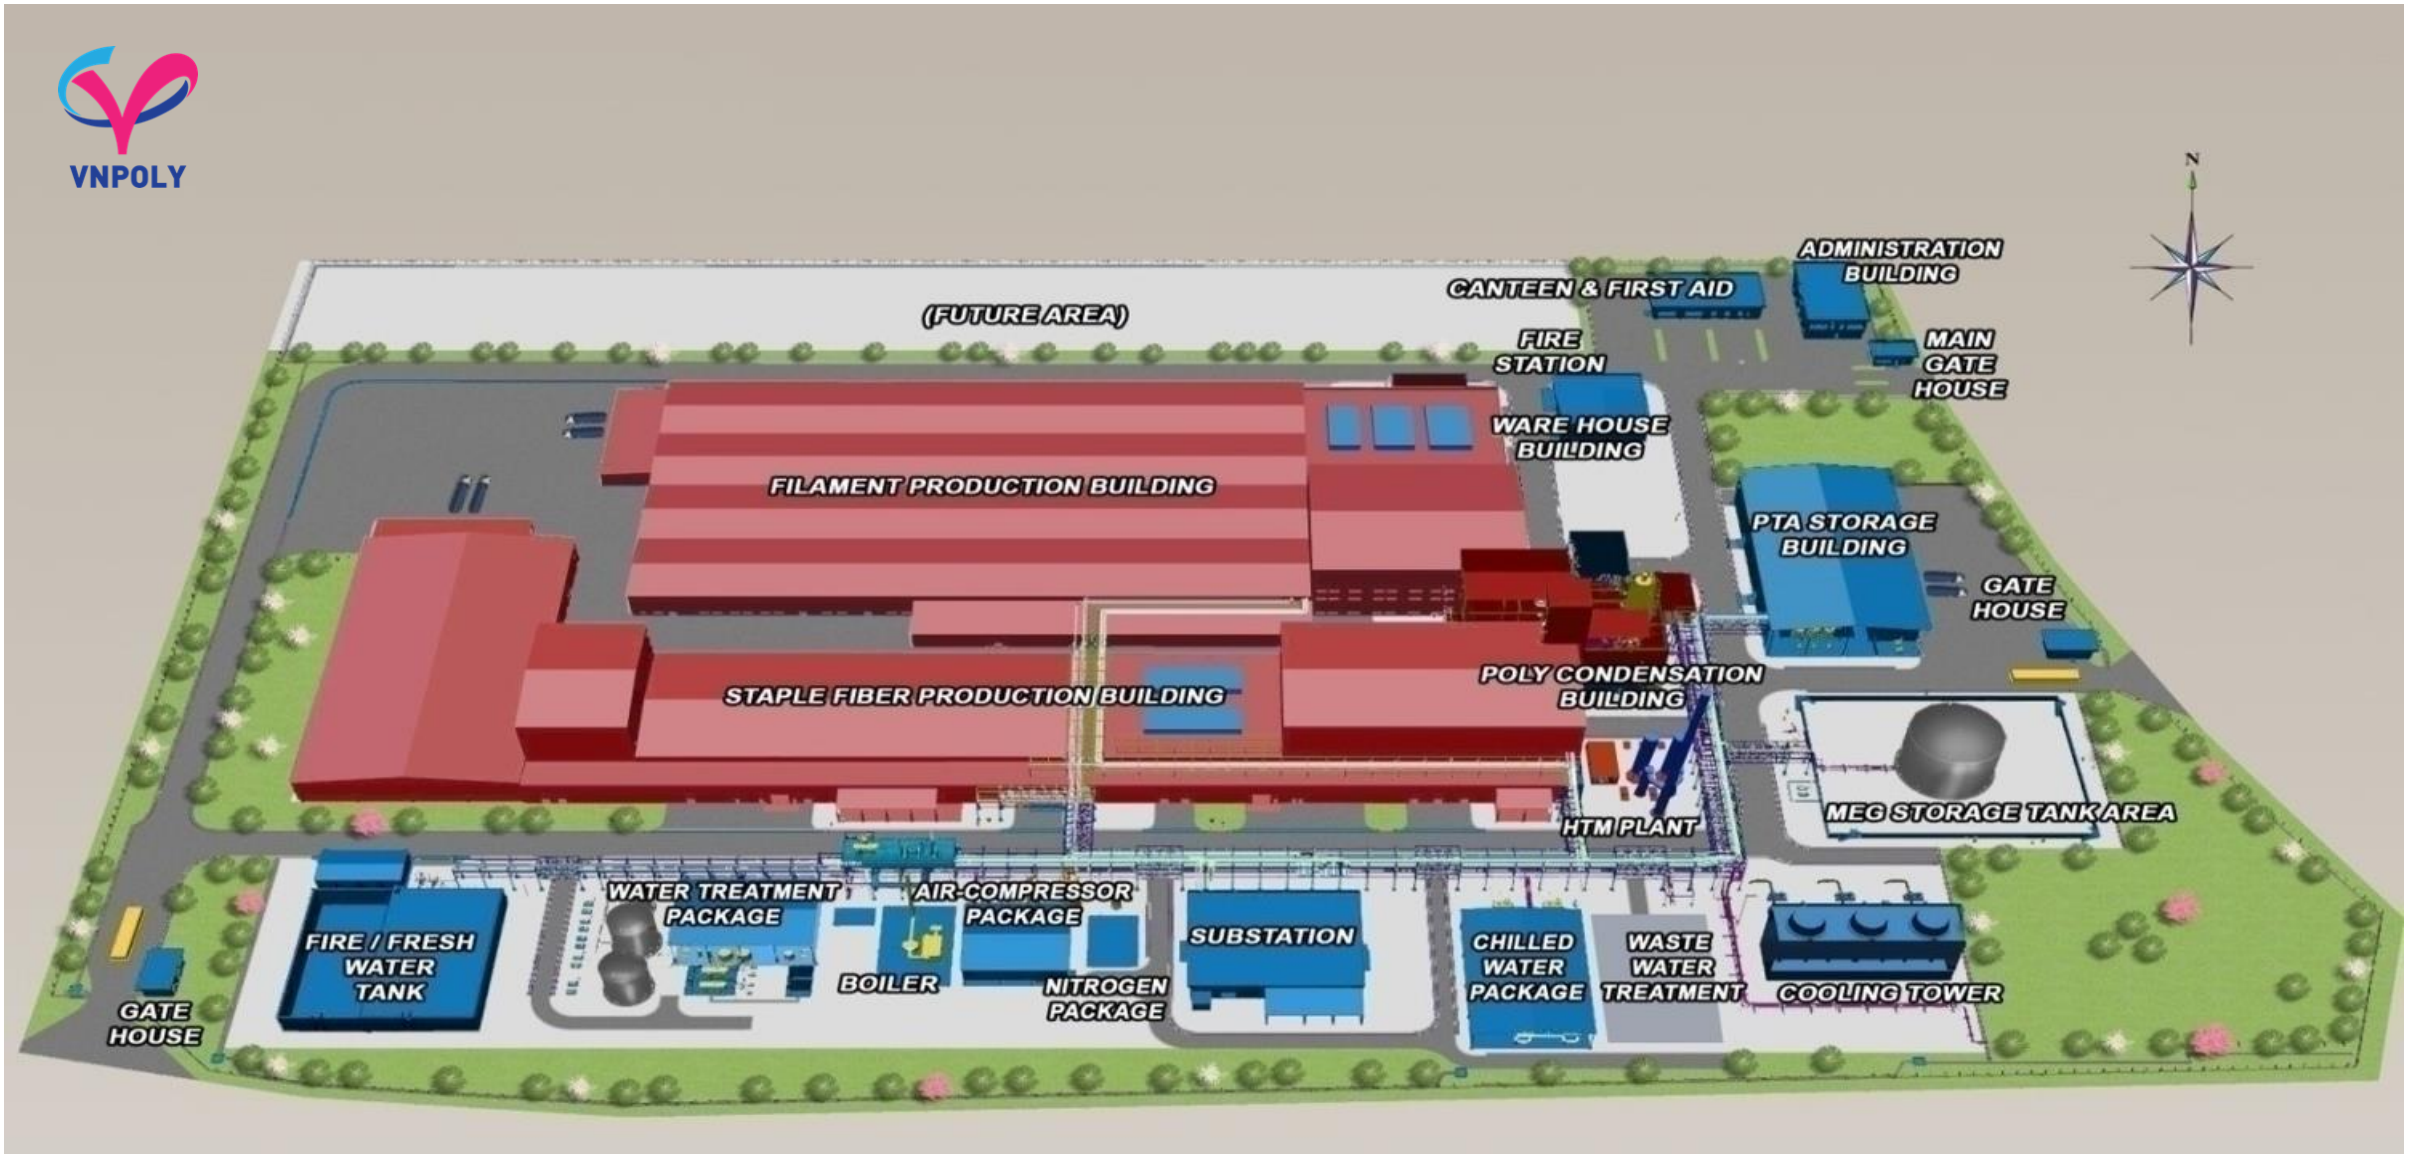 VNPOLY
N
ADMINISTRATION
BUILDING
CANTEEN & FIRST AID
(FUTURE AREA)
FIRE
STATION
MAIN
GATE
HOUSE
WARE HOUSE
BUILDING
FILAMENT PRODUCTION BUILDING
PTA STORAGE
BUILDING
GATE
HOUSE
STAPLE FIBER PRODUCTION BUILDING
POLY CONDENSATION
BUILDING
MEG STORAGE TANK AREA
HTM PLANT
WATER TREATMENT
PACKAGE
AIR-COMPRESSOR
PACKAGE
FIRE / FRESH
WATER
TANK
SUBSTATION
CHILLED
WATER
PACKAGE
WASTE
WATER
TREATMENT
BOILER
NITROGEN
PACKAGE
COOLING TOWER
GATE
HOUSE